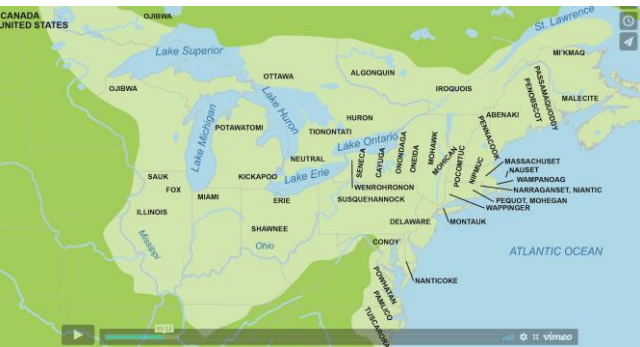 CANADA
UNITED STATES
OJIBWA
St. Lawrence
Lake Superior
MI'KMAQ
OTTAWA
ALGONQUIN
OJIBWA
IROQUOIS
PASSAMAQUODDY
PENOBSCOT
MALECITE
Lake Michigan
Lake Huron
HURON
ABENAKI
POTAWATOMI
TIONONTATI
Lake Ontario
PENNACOOK
NEUTRAL
SENECA
CAYUGA
ONONDAGA
ONEIDA
MOHAWK
MOHICAN
POCOMTUC
NIPMUC
MASSACHUSET
NAUSET
WAMPANOAG
NARRAGANSET, NIANTIC
PEQUOT, MOHEGAN
WAPPINGER
SAUK
FOX
KICKAPOO
Lake Erie
WENROHRONON
MIAMI
ERIE
SUSQUEHANNOCK
ILLINOIS
DELAWARE
MONTAUK
Missisippi
SHAWNEE
Ohio
CONOY
ATLANTIC OCEAN
POWHATAN
NANTICOKE
PAMLICO
TUSCARORA
vimeo